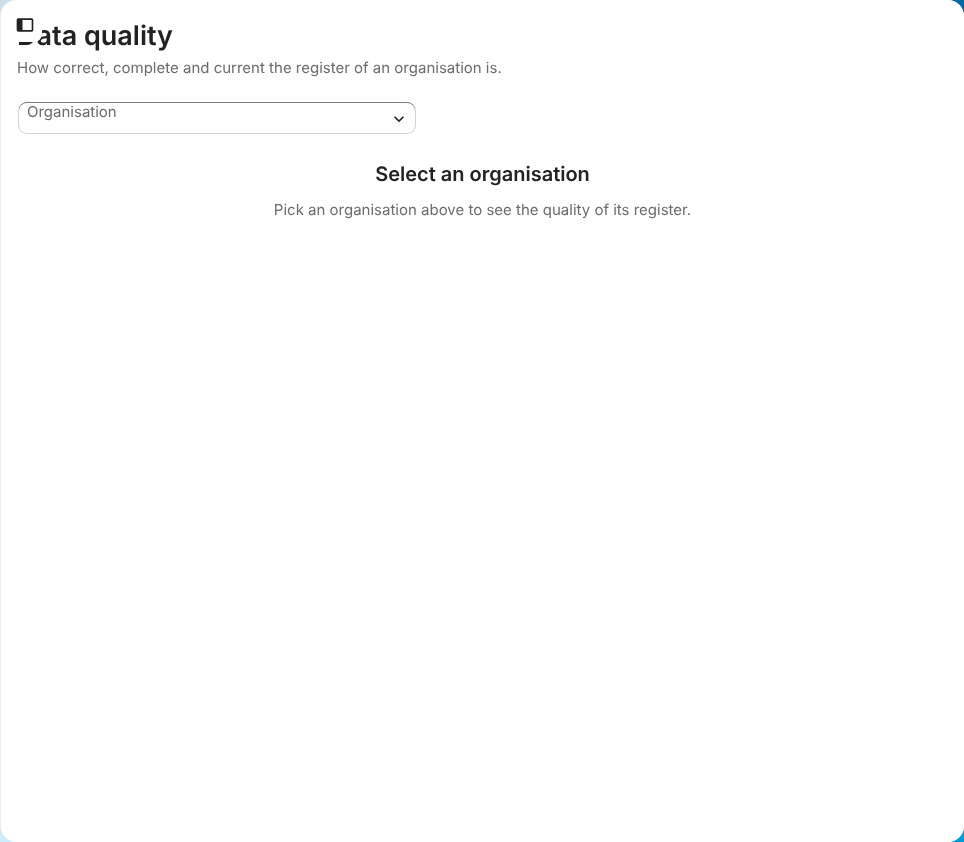 Data quality
How correct, complete and current the register of an organisation is.
Organisation
Select an organisation
Pick an organisation above to see the quality of its register.